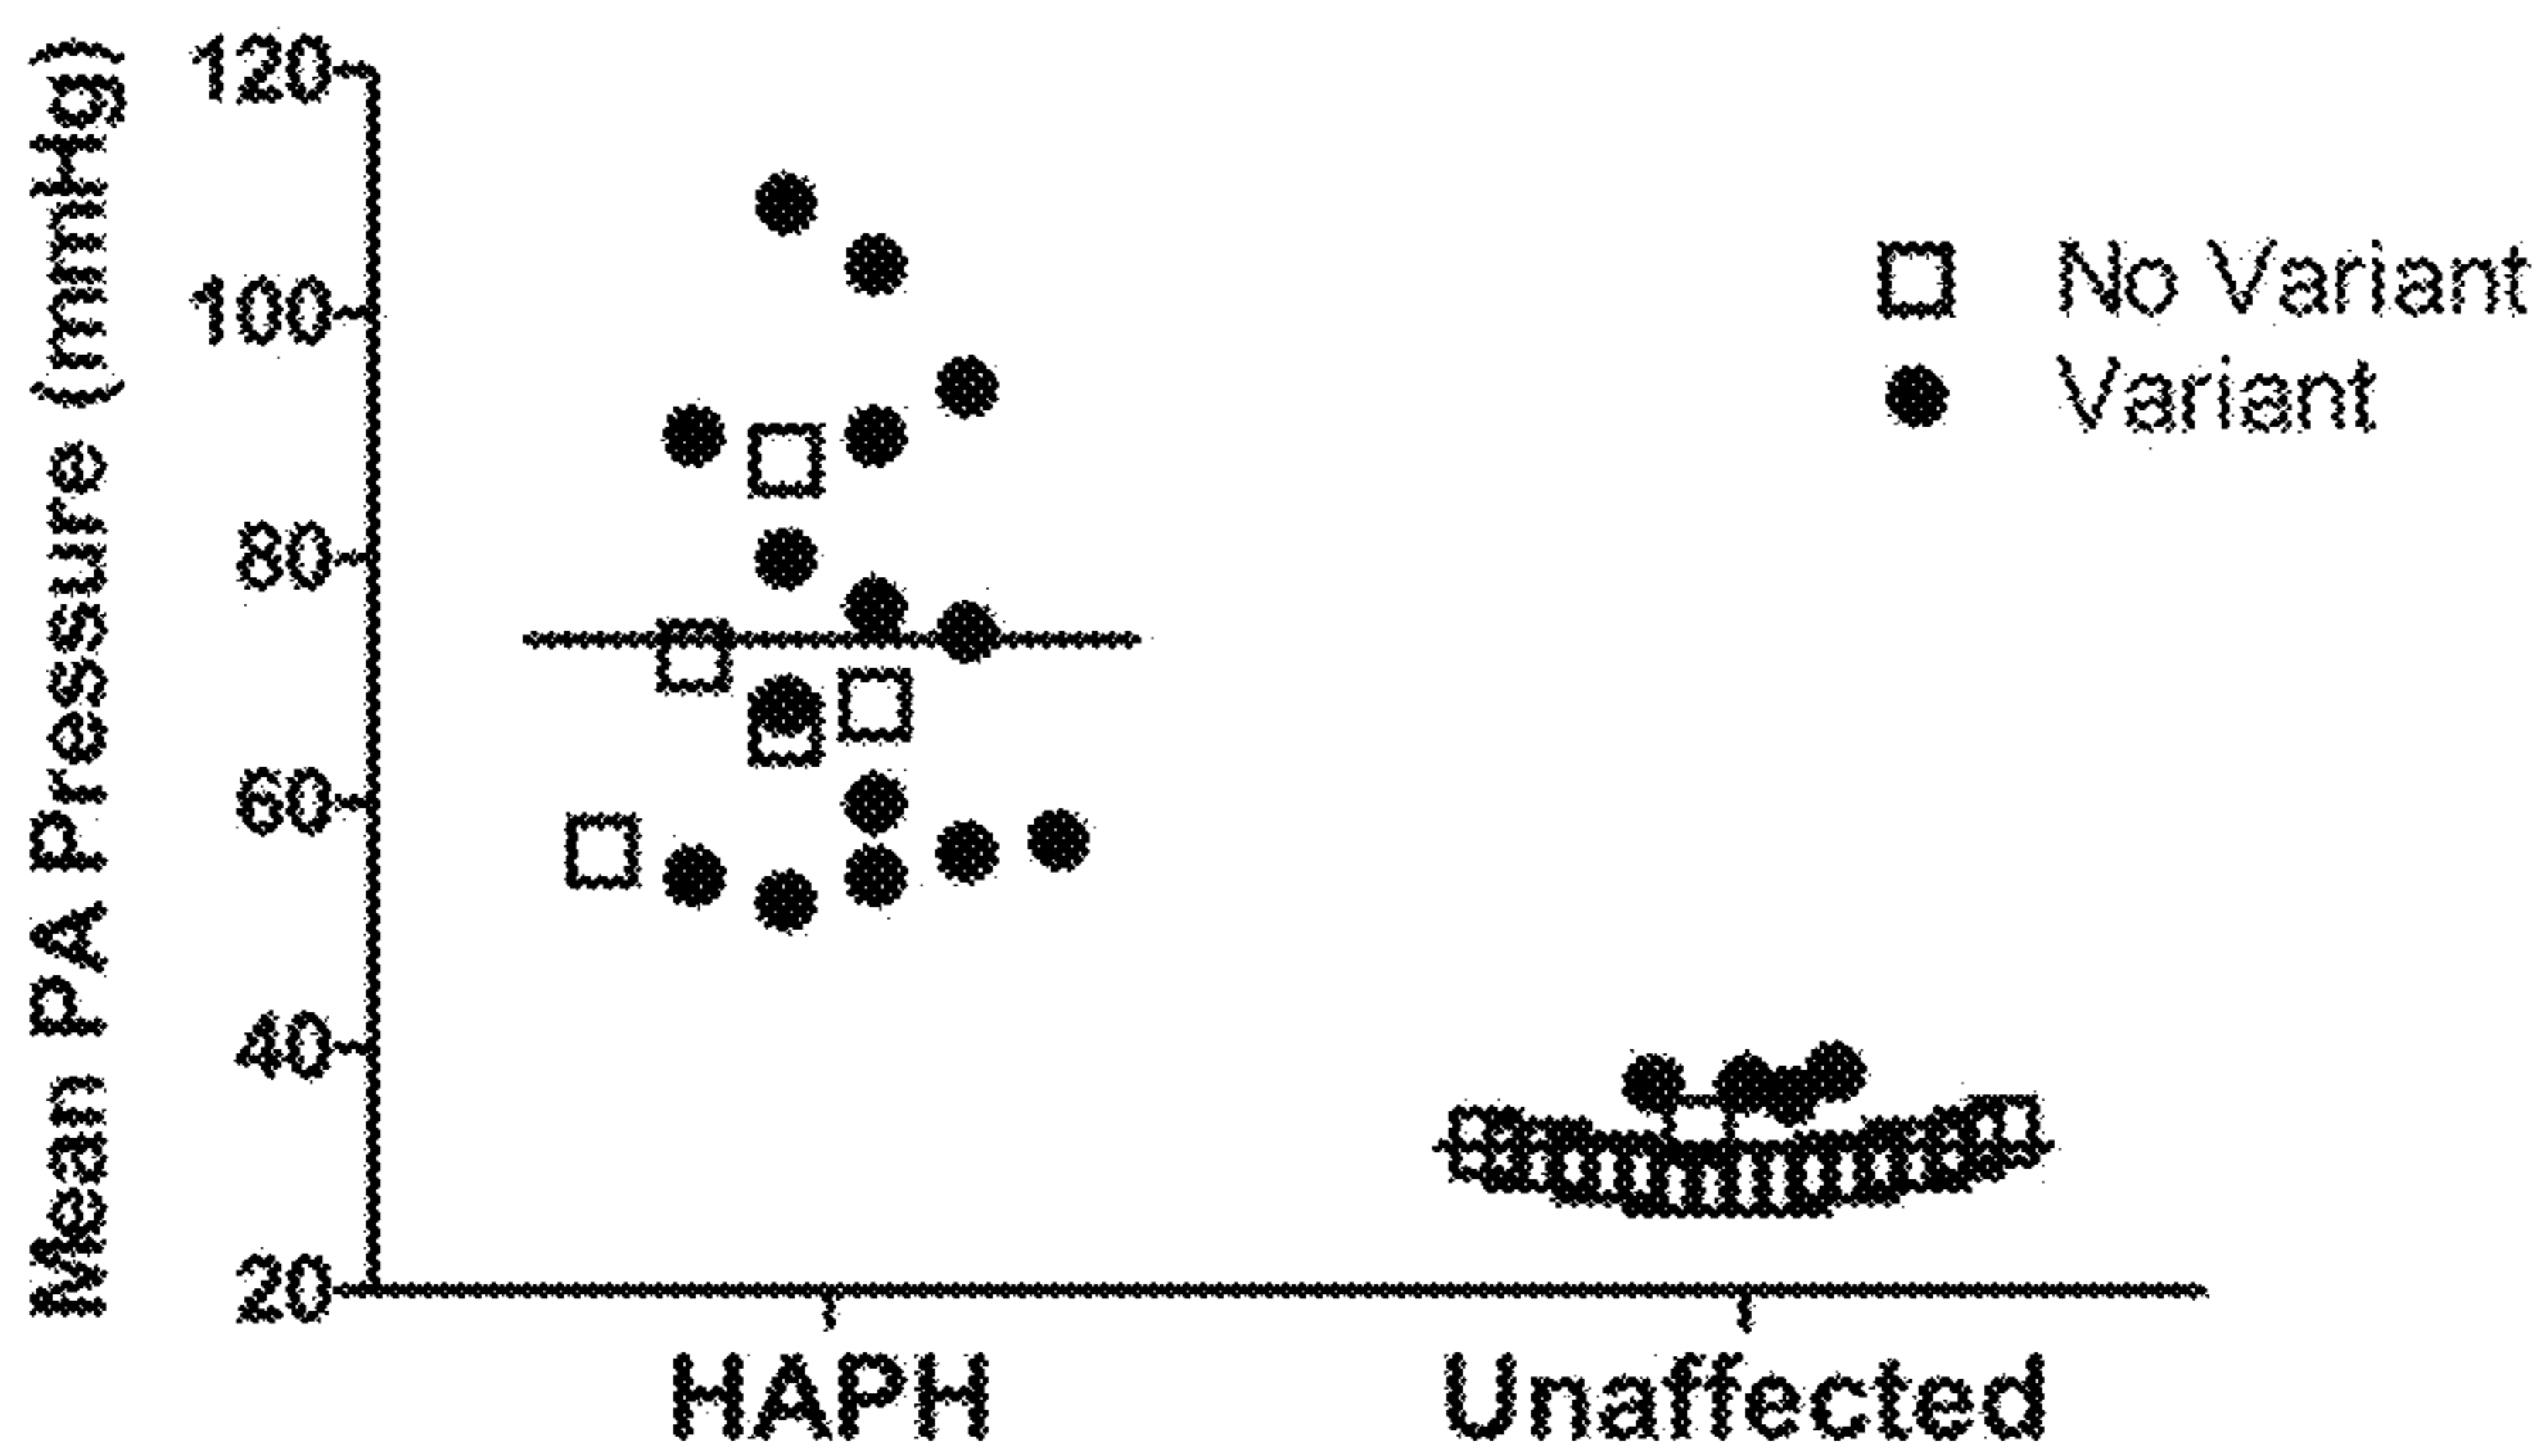 Mean PA Pressure (mmHg)
120
100
80
60
40
20
No Variant
Variant
HAPH
Unaffected